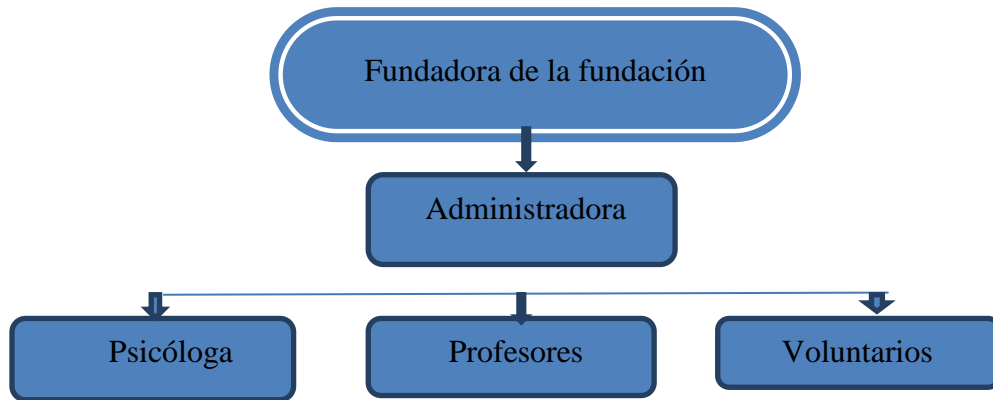 Fundadora de la fundación
Administradora
Psicóloga
Profesores
Voluntarios